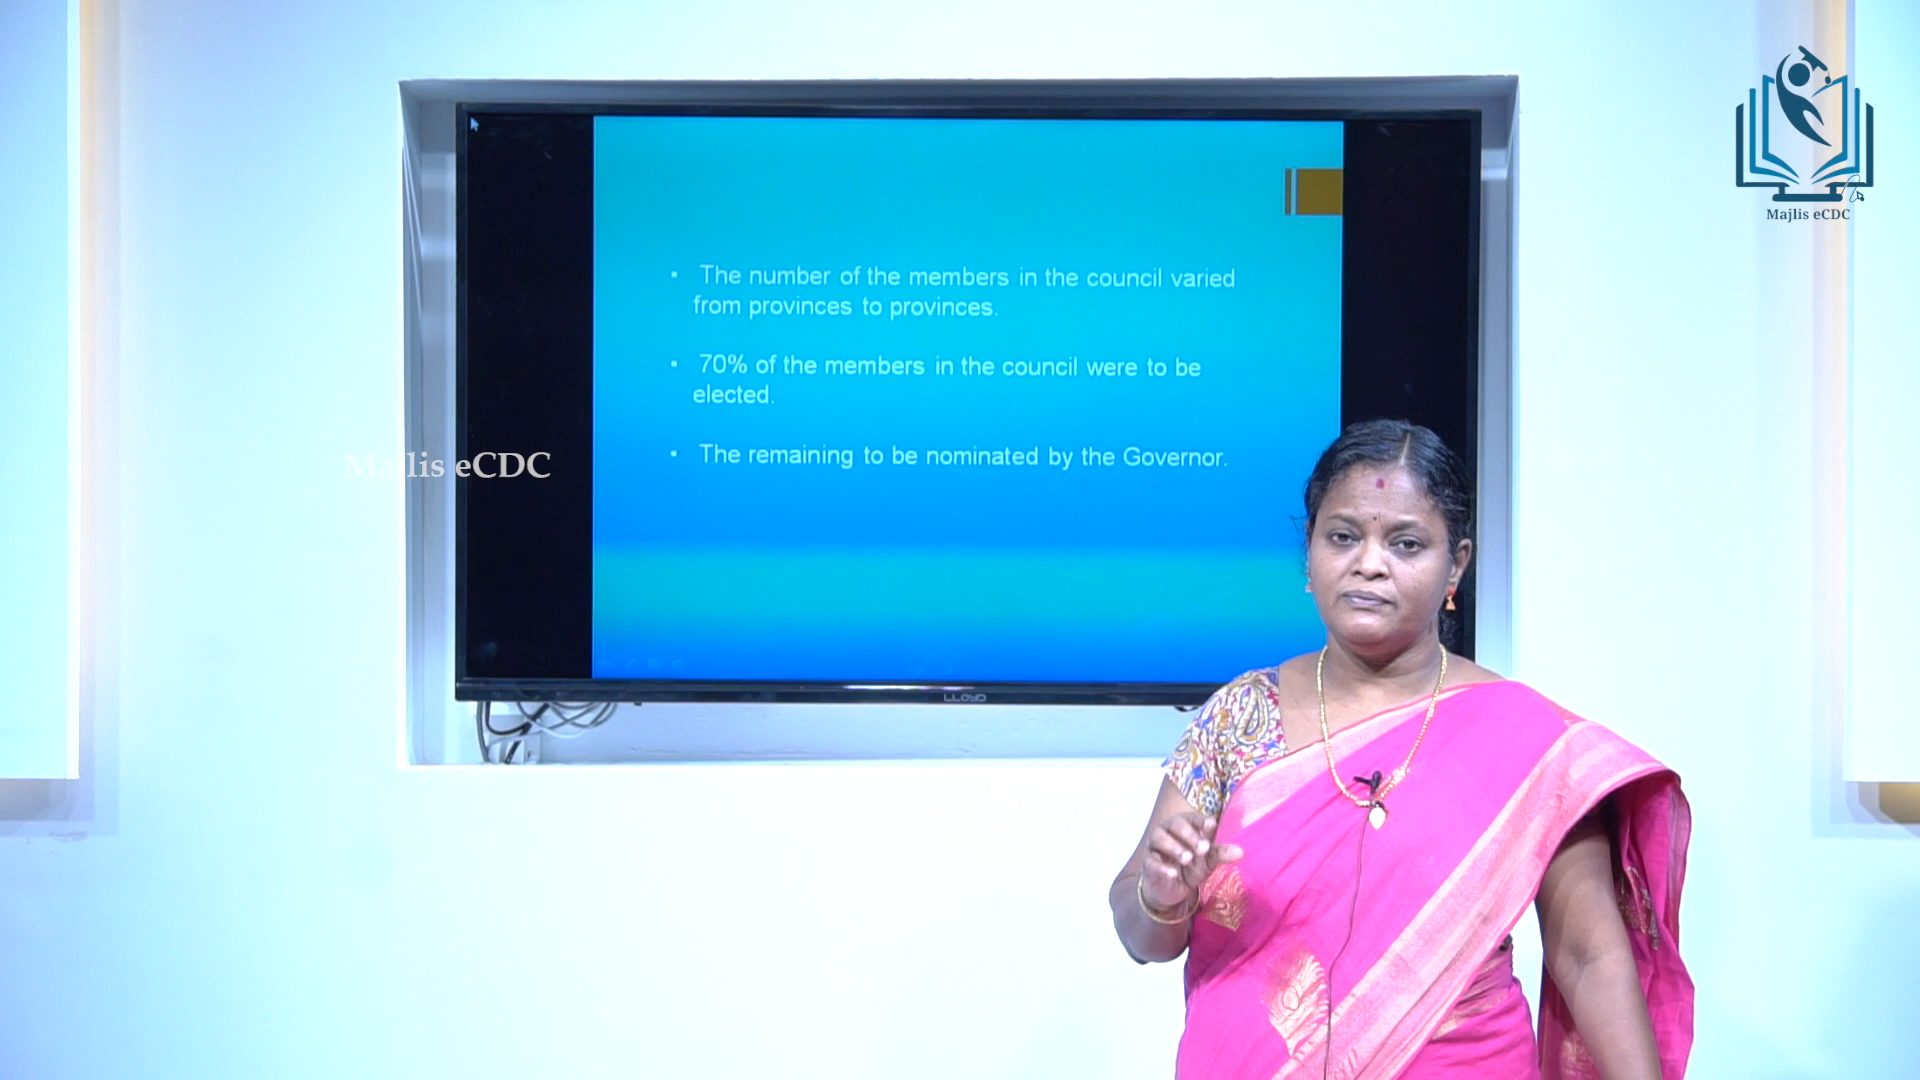 Majlis eCDC
• The number of the members in the council varied
from provinces to provinces.
• 70% of the members in the council were to be
elected.
• The remaining to be nominated by the Governor.
Majlis eCDC
LLOYD